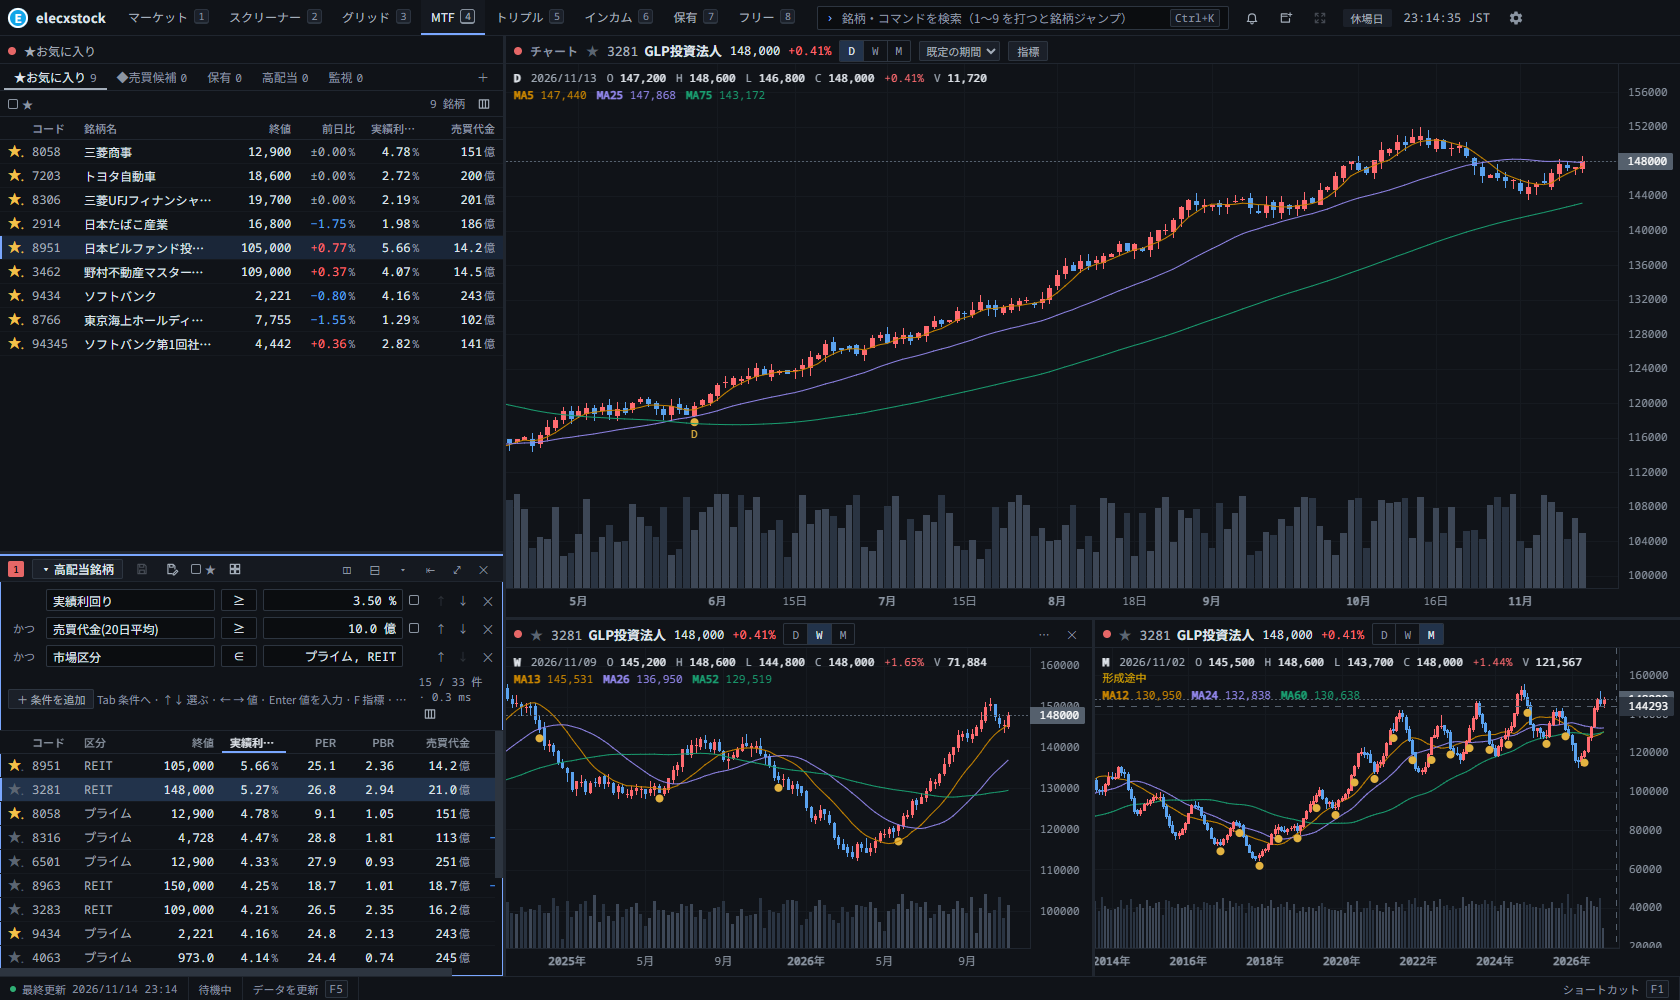 elecxstock マーケット 1 スクリーナー 2 グリッド 3 MTF 4 トリプル 5 インカム 6 保有 7 フリー 8 › 銘柄・コマンドを検索 (1〜9 を打つと銘柄ジャンプ) Ctrl+K 休場日 23:14:35 JST
★お気に入り
★お気に入り 9 ◆売買候補 0 保有 0 高配当 0 監視 0 +
★ 9 銘柄
コード 銘柄名 終値 前日比 実績利… 売買代金
8058 三菱商事 12,900 ±0.00% 4.78% 151億
7203 トヨタ自動車 18,600 ±0.00% 2.72% 200億
8306 三菱UFJフィナンシャ… 19,700 ±0.00% 2.19% 201億
2914 日本たばこ産業 16,800 −1.75% 1.98% 186億
8951 日本ビルファンド投… 105,000 +0.77% 5.66% 14.2億
3462 野村不動産マスター… 109,000 +0.37% 4.07% 14.5億
9434 ソフトバンク 2,221 −0.80% 4.16% 243億
8766 東京海上ホールディ… 7,755 −1.55% 1.29% 102億
94345 ソフトバンク第1回社… 4,442 +0.36% 2.82% 141億
1 高配当銘柄 ★
実績利回り ≥ 3.50 % ↑ ↓ ×
かつ 売買代金(20日平均) ≥ 10.0 億 ↑ ↓ ×
かつ 市場区分 ∈ プライム, REIT ↑ ↓ ×
+ 条件を追加 Tab 条件へ · ↑↓ 選ぶ · ←→ 値 · Enter 値を入力 · F 指標 · …
15 / 33 件
· 0.3 ms
コード 区分 終値 実績利… PER PBR 売買代金
8951 REIT 105,000 5.66% 25.1 2.36 14.2億
3281 REIT 148,000 5.27% 26.8 2.94 21.0億
8058 プライム 12,900 4.78% 9.1 1.05 151億
8316 プライム 4,728 4.47% 28.8 1.81 113億
6501 プライム 12,900 4.33% 27.9 0.93 251億
8963 REIT 150,000 4.25% 18.7 1.01 18.7億
3283 REIT 109,000 4.21% 26.5 2.35 16.2億
9434 プライム 2,221 4.16% 24.8 2.13 243億
4063 プライム 973.0 4.14% 24.4 0.74 245億
チャート ★ 3281 GLP投資法人 148,000 +0.41% D W M 既定の期間 指標
D 2026/11/13 O 147,200 H 148,600 L 146,800 C 148,000 +0.41% V 11,720
MA5 147,440 MA25 147,868 MA75 143,172
156000
152000
148000
144000
140000
136000
132000
128000
124000
120000
116000
112000
108000
104000
100000
D
5月 6月 15日 7月 15日 8月 18日 9月 10月 16日 11月
★ 3281 GLP投資法人 148,000 +0.41% D W M … ×
W 2026/11/09 O 145,200 H 148,600 L 144,800 C 148,000 +1.65% V 71,884
MA13 145,531 MA26 136,950 MA52 129,519
160000
148000
140000
130000
120000
110000
100000
2025年 5月 9月 2026年 5月 9月
★ 3281 GLP投資法人 148,000 +0.41% D W M
M 2026/11/02 O 145,500 H 148,600 L 143,700 C 148,000 +1.44% V 121,567
形成途中
MA12 130,950 MA24 132,838 MA60 130,638
160000
144293
120000
100000
80000
60000
40000
20000
2014年 2016年 2018年 2020年 2022年 2024年 2026年
最終更新 2026/11/14 23:14 待機中 データを更新 F5 ショートカット F1